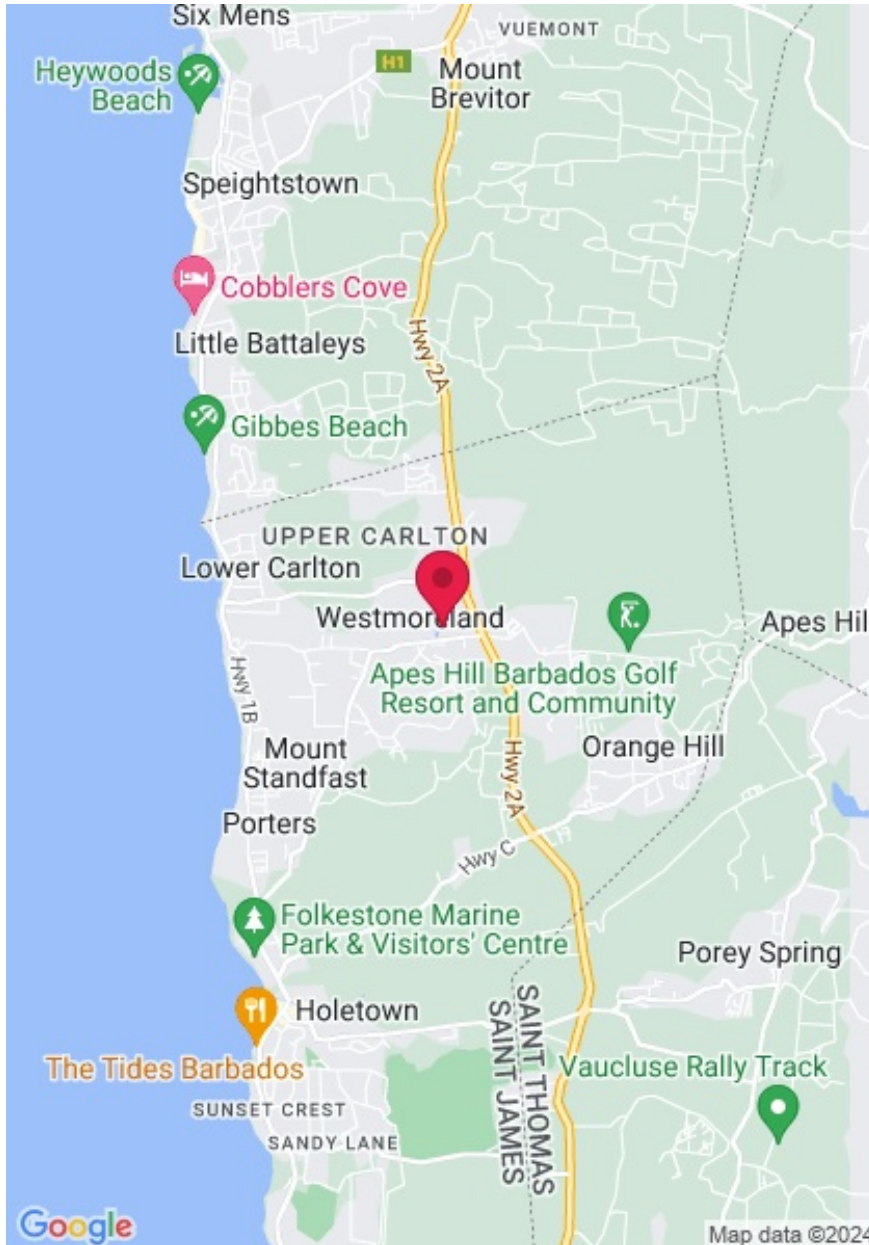 Six Mens
VUEMONT
H1
Heywoods
Beach
Mount
Brevitor
Speightstown
Cobblers Cove
Little Battaleys
Hwy 2A
Gibbes Beach
UPPER CARLTON
Lower Carlton
Westmoreland
Apes Hil
Apes Hill Barbados Golf
Resort and Community
Hwy 1B
Mount
Standfast
Orange Hill
Hwy 2A
Porters
Hwy C
Folkestone Marine
Park & Visitors' Centre
Porey Spring
Holetown
SAINT THOMAS
SAINT JAMES
The Tides Barbados
Vaucluse Rally Track
SUNSET CREST
SANDY LANE
Google
Map data ©2024